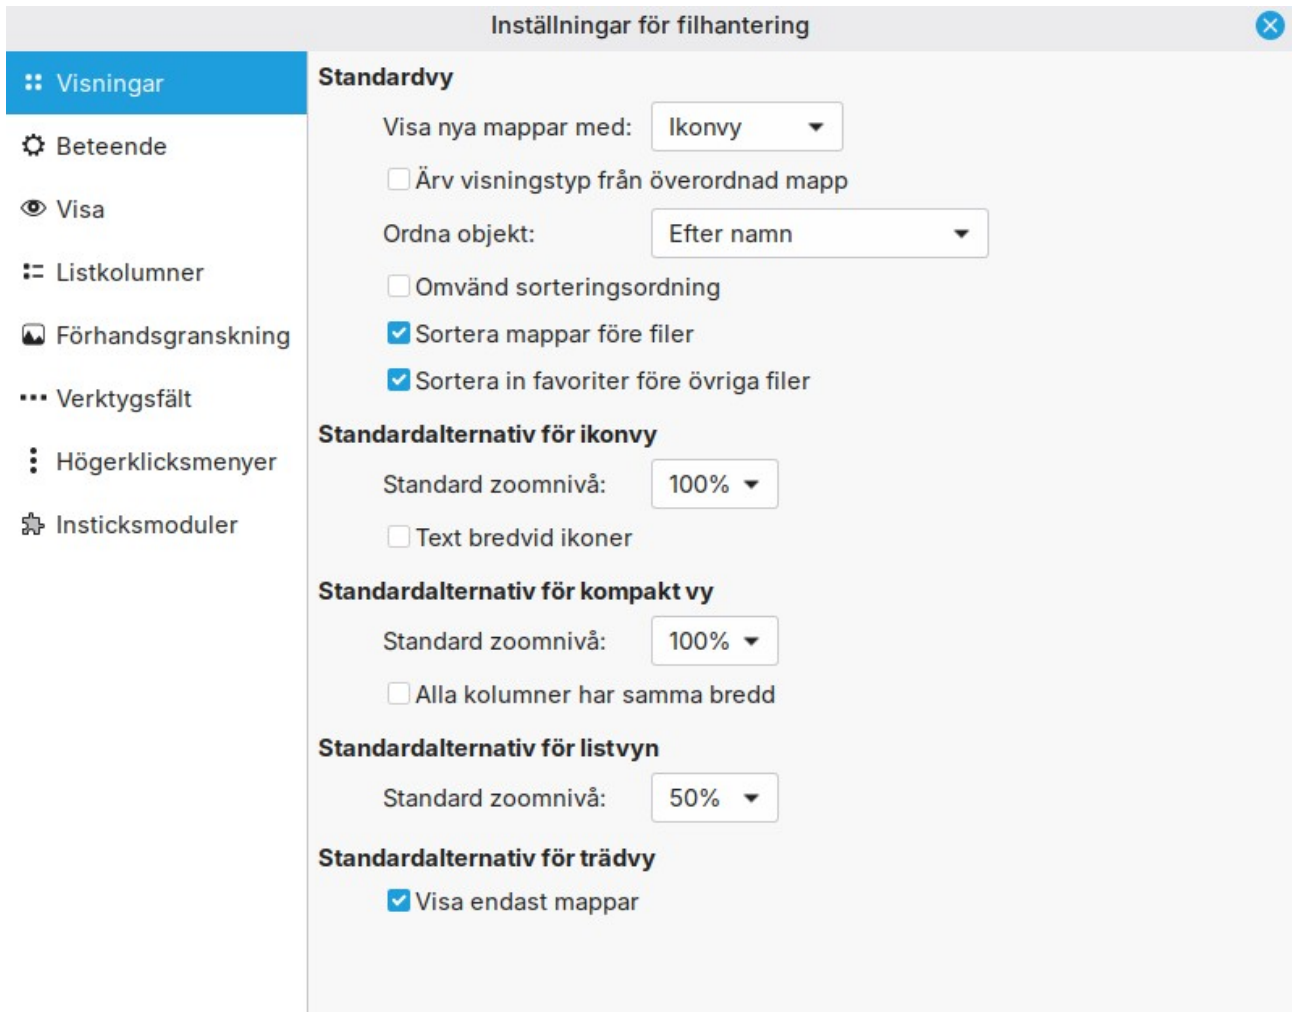 Inställningar för filhantering
Visningar
Beteende
Visa
Listkolumner
Förhandsgranskning
Verktygsfält
Högerklicksmenyer
Insticksmoduler
Standardvy
Visa nya mappar med: Ikonvy
Ärv visningstyp från överordnad mapp
Ordna objekt: Efter namn
Omvänd sorteringsordning
Sortera mappar före filer
Sortera in favoriter före övriga filer
Standardalternativ för ikonvy
Standard zoomnivå: 100%
Text bredvid ikoner
Standardalternativ för kompakt vy
Standard zoomnivå: 100%
Alla kolumner har samma bredd
Standardalternativ för listvyn
Standard zoomnivå: 50%
Standardalternativ för trädvy
Visa endast mappar